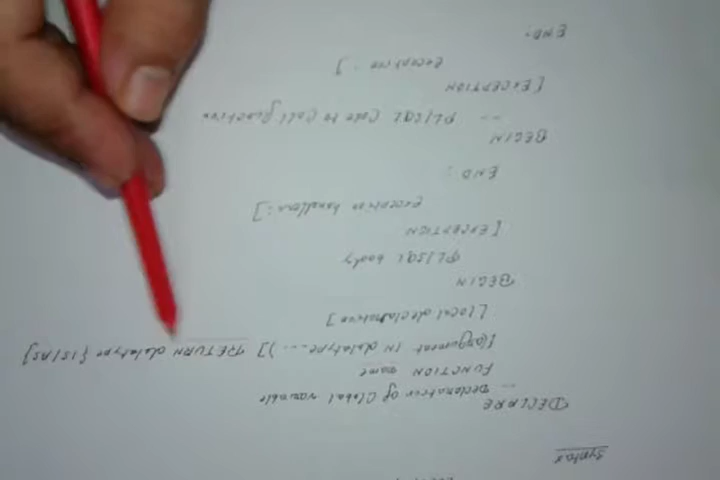 Syntax
DECLARE
-- Declaration of Global variable
FUNCTION name
[(argument IN datatype....)] RETURN datatype {IS/AS}
[Local declaration]
BEGIN
PL/SQL body
[EXCEPTION
exception handlers;]
END;
BEGIN
-- PL/SQL Code to Call function
[EXCEPTION
exception ;]
END;